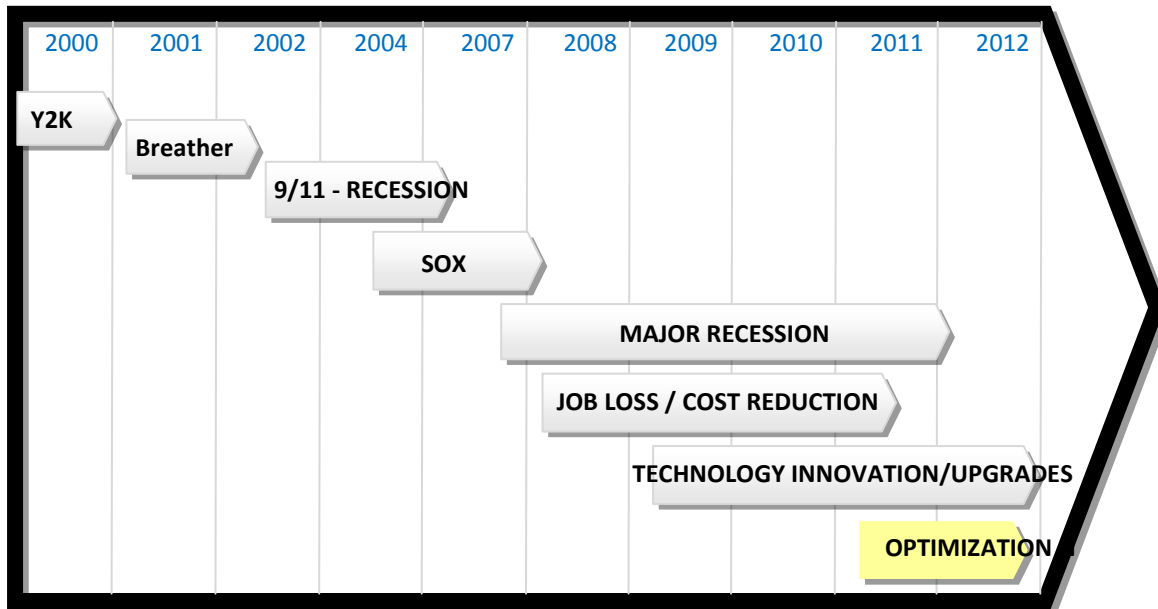 2000 2001 2002 2004 2007 2008 2009 2010 2011 2012
Y2K
Breather
9/11 - RECESSION
SOX
MAJOR RECESSION
JOB LOSS / COST REDUCTION
TECHNOLOGY INNOVATION/UPGRADES
OPTIMIZATION